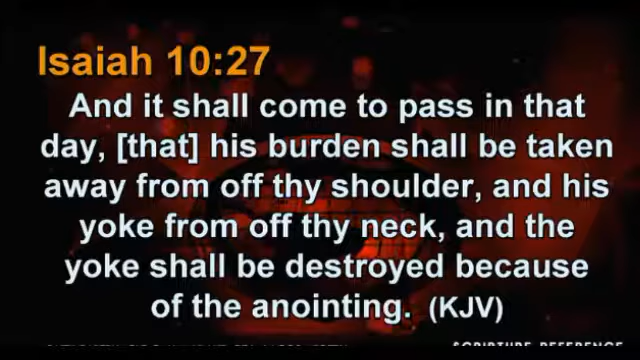 Isaiah 10:27
And it shall come to pass in that
day, [that] his burden shall be taken
away from off thy shoulder, and his
yoke from off thy neck, and the
yoke shall be destroyed because
of the anointing. (KJV)
SCRIPTURE REFERENCE